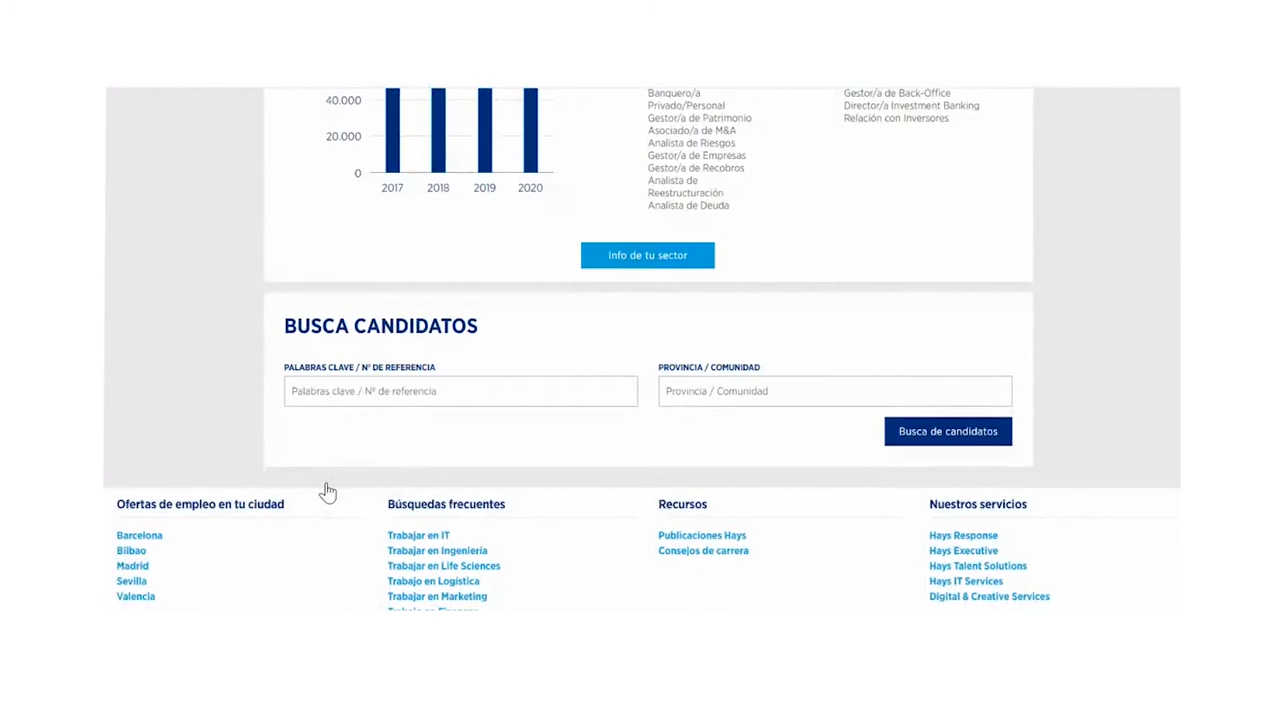 40.000
20.000
0
2017 2018 2019 2020
Banquero/a
Privado/Personal
Gestor/a de Patrimonio
Asociado/a de M&A
Analista de Riesgos
Gestor/a de Empresas
Gestor/a de Recobros
Analista de
Reestructuración
Analista de Deuda
Gestor/a de Back-Office
Director/a Investment Banking
Relación con Inversores
Info de tu sector
BUSCA CANDIDATOS
PALABRAS CLAVE / Nº DE REFERENCIA
Palabras clave / Nº de referencia
PROVINCIA / COMUNIDAD
Provincia / Comunidad
Busca de candidatos
Ofertas de empleo en tu ciudad
Barcelona
Bilbao
Madrid
Sevilla
Valencia
Búsquedas frecuentes
Trabajar en IT
Trabajar en Ingeniería
Trabajar en Life Sciences
Trabajo en Logística
Trabajar en Marketing
Recursos
Publicaciones Hays
Consejos de carrera
Nuestros servicios
Hays Response
Hays Executive
Hays Talent Solutions
Hays IT Services
Digital & Creative Services